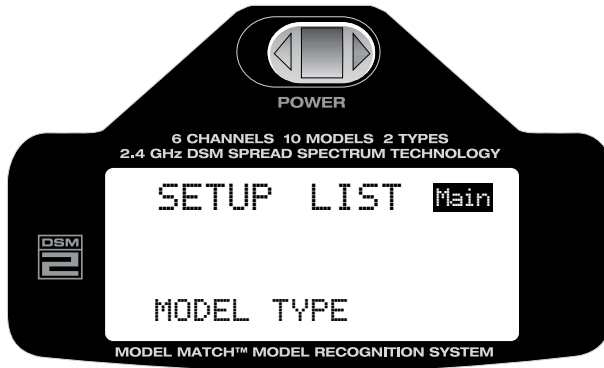 POWER
6 CHANNELS 10 MODELS 2 TYPES
2.4 GHz DSM SPREAD SPECTRUM TECHNOLOGY
SETUP LIST Main
DSM
2
MODEL TYPE
MODEL MATCH™ MODEL RECOGNITION SYSTEM